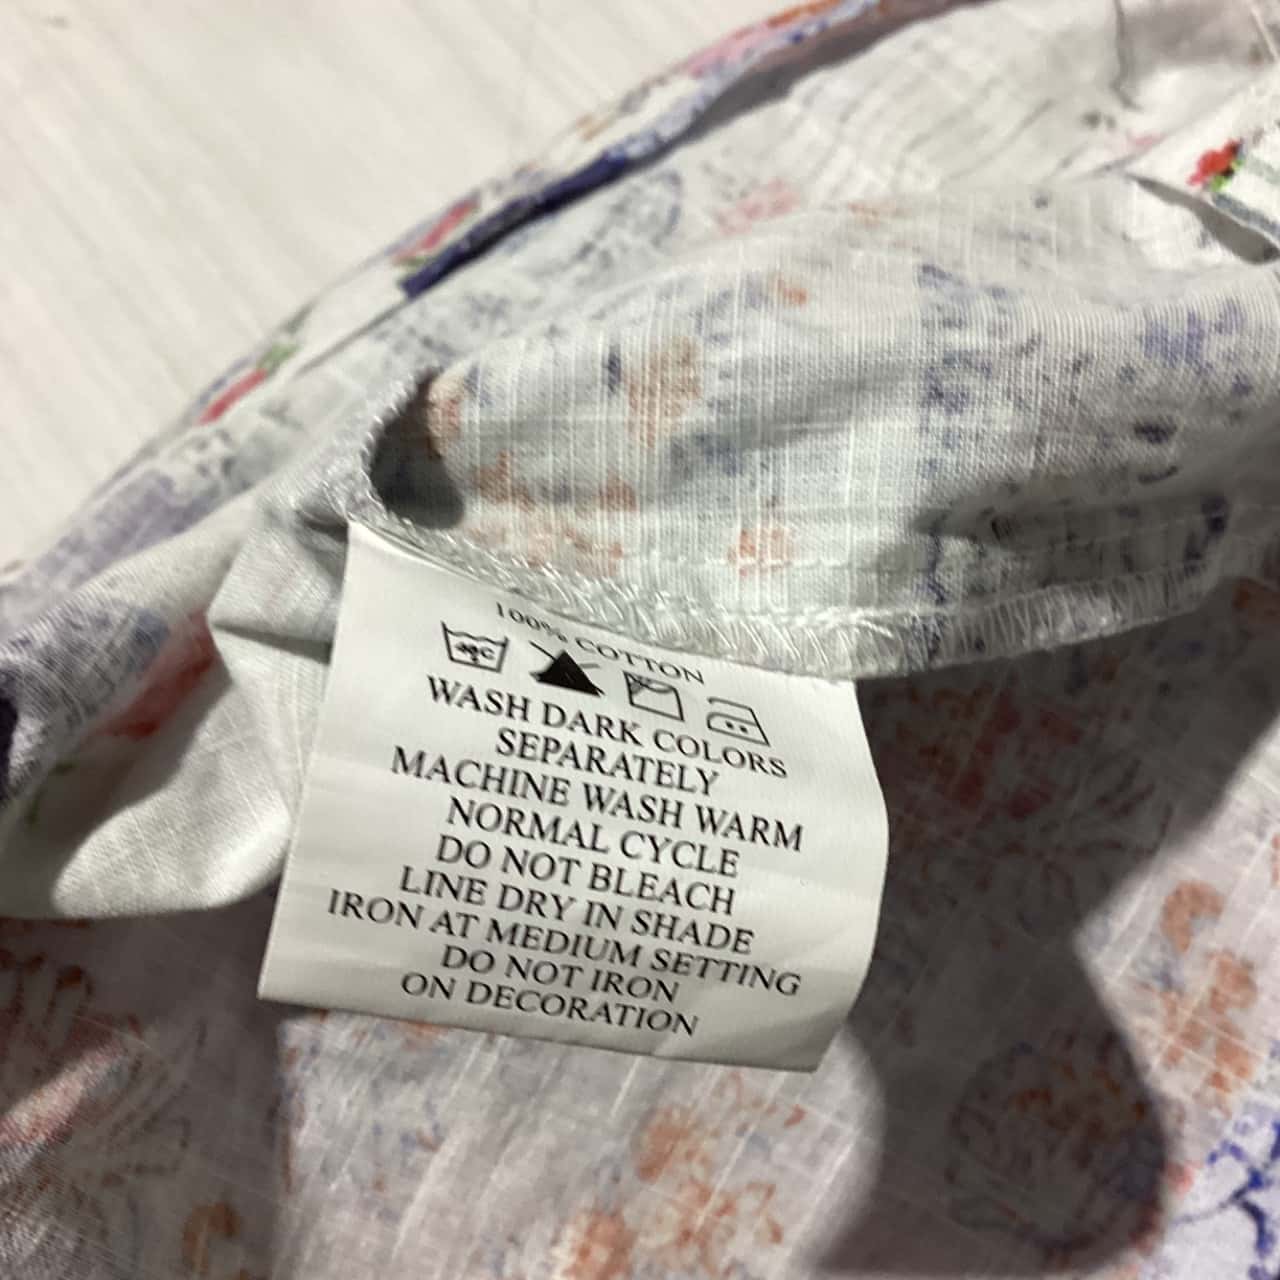 100% COTTON
WASH DARK COLORS
SEPARATELY
MACHINE WASH WARM
NORMAL CYCLE
DO NOT BLEACH
LINE DRY IN SHADE
IRON AT MEDIUM SETTING
DO NOT IRON
ON DECORATION